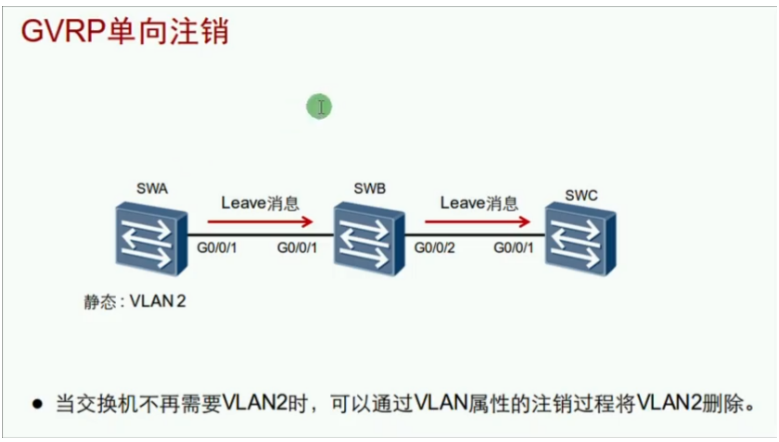 GVRP单向注销
SWA
SWB
SWC
Leave消息
Leave消息
G0/0/1
G0/0/1
G0/0/2
G0/0/1
静态：VLAN 2
● 当交换机不再需要VLAN2时，可以通过VLAN属性的注销过程将VLAN2删除。